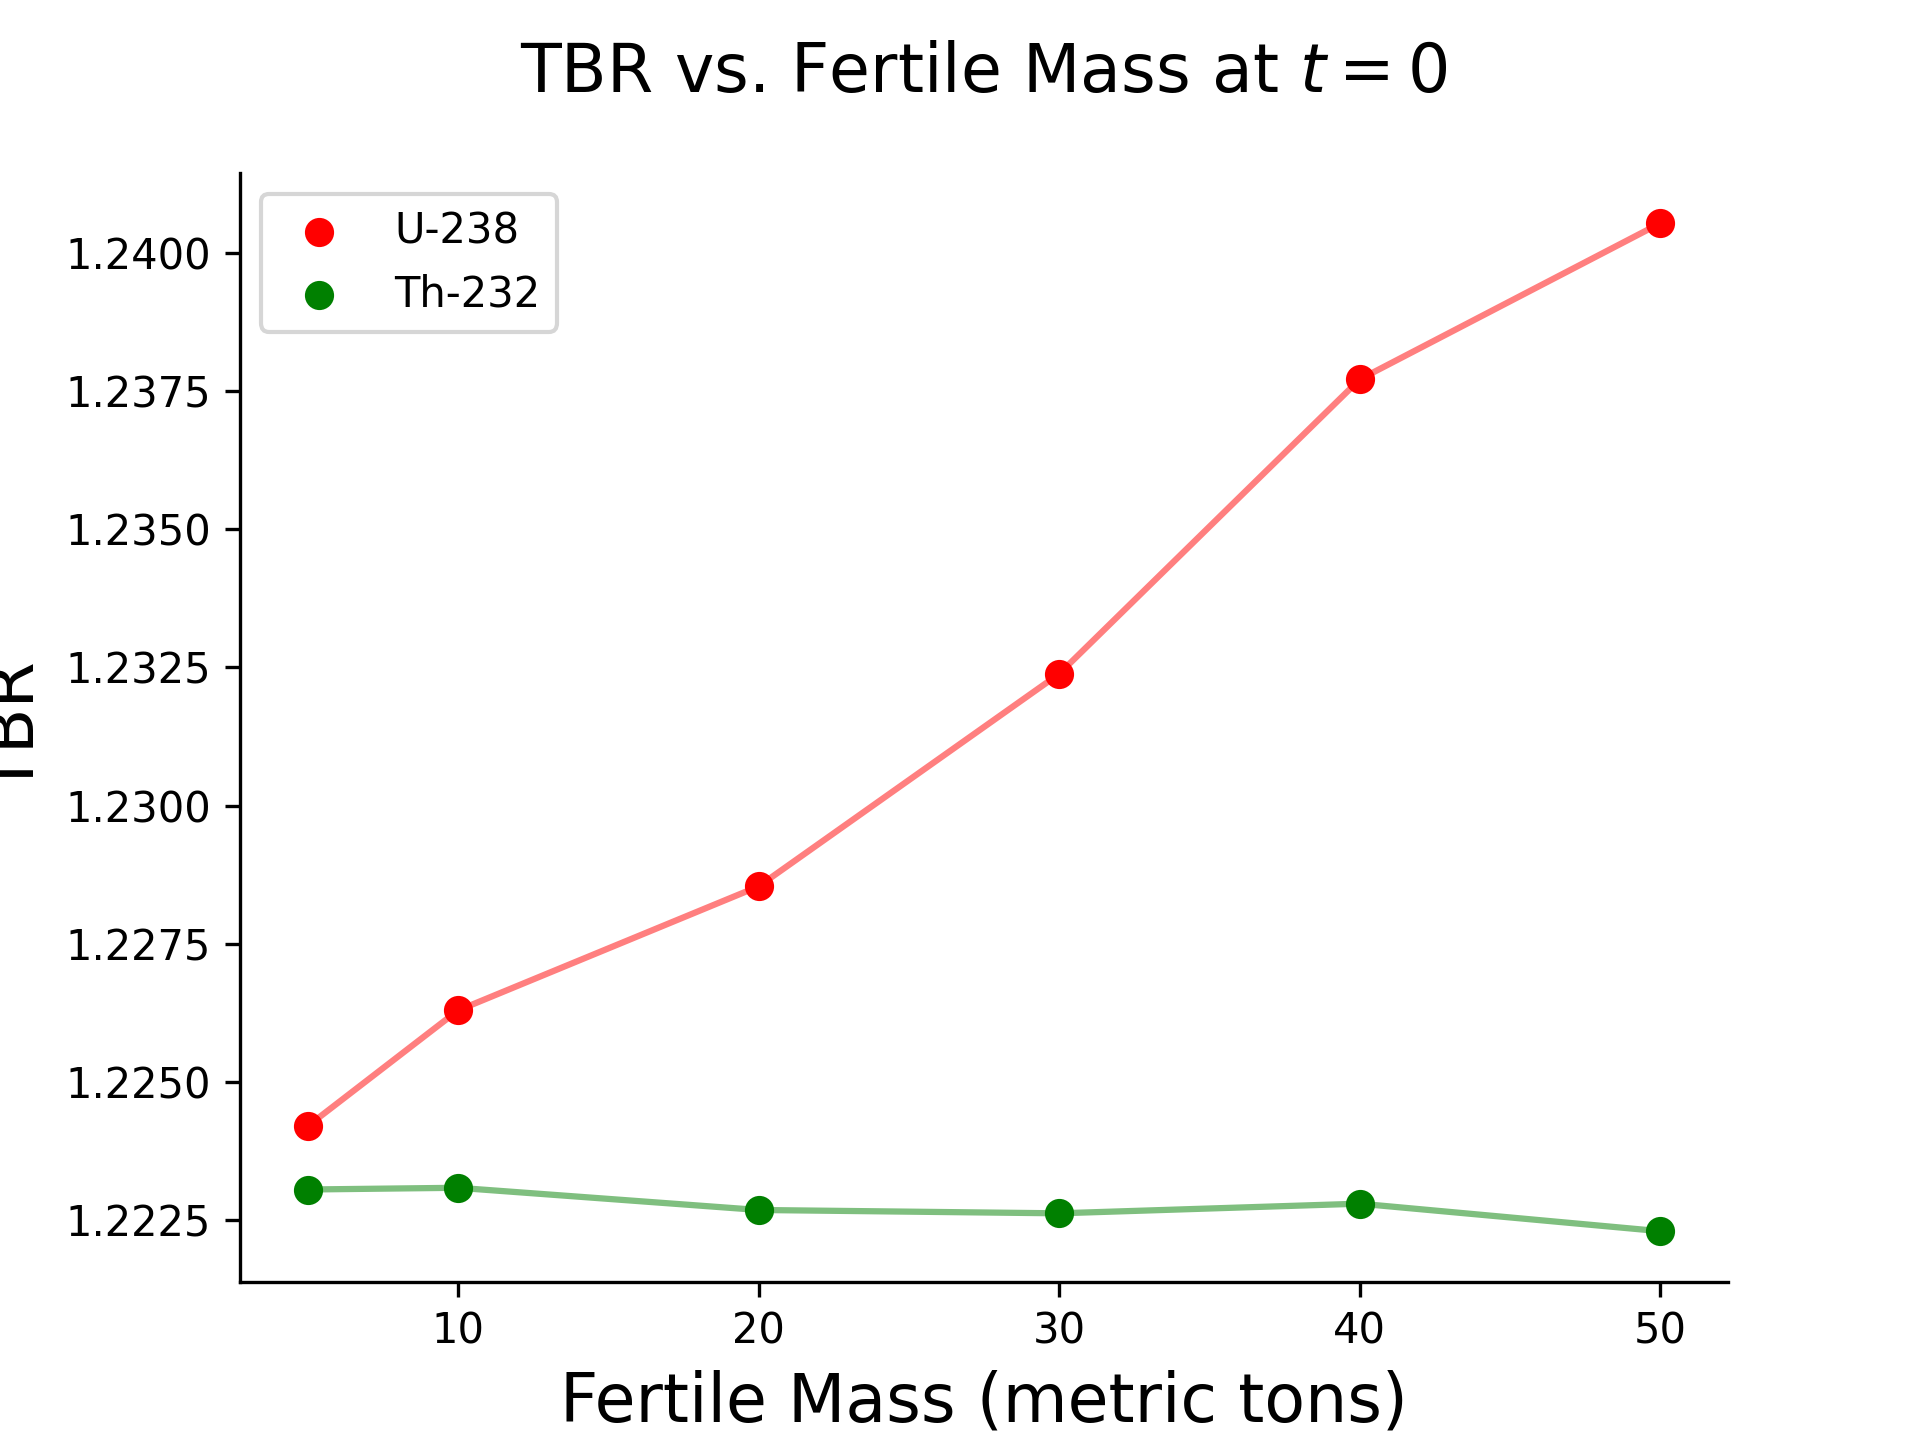 TBR vs. Fertile Mass at t = 0
U-238
Th-232
1.2400
1.2375
1.2350
1.2325
1.2300
1.2275
1.2250
1.2225
TBR
10 20 30 40 50
Fertile Mass (metric tons)